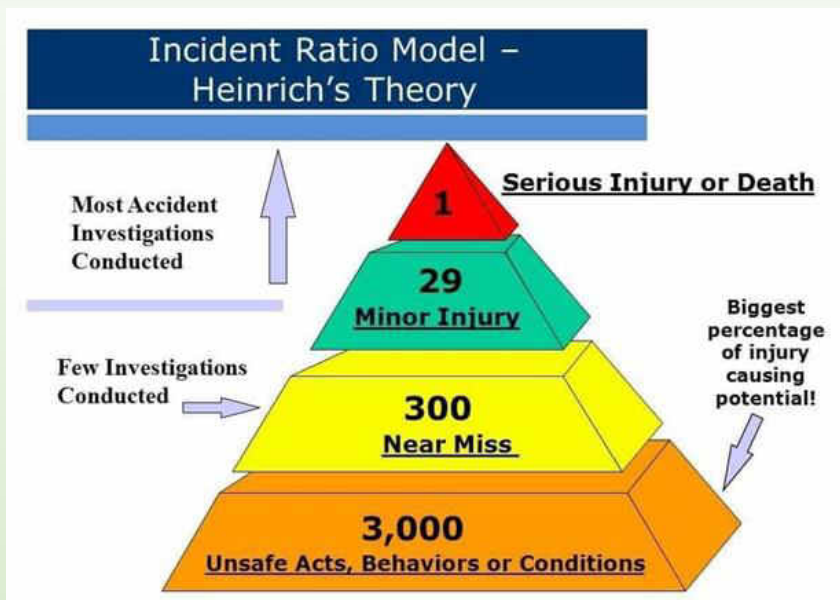 Incident Ratio Model –
Heinrich's Theory
Most Accident
Investigations
Conducted
1
Serious Injury or Death
29
Minor Injury
Few Investigations
Conducted
300
Near Miss
Biggest
percentage
of injury
causing
potential!
3,000
Unsafe Acts, Behaviors or Conditions